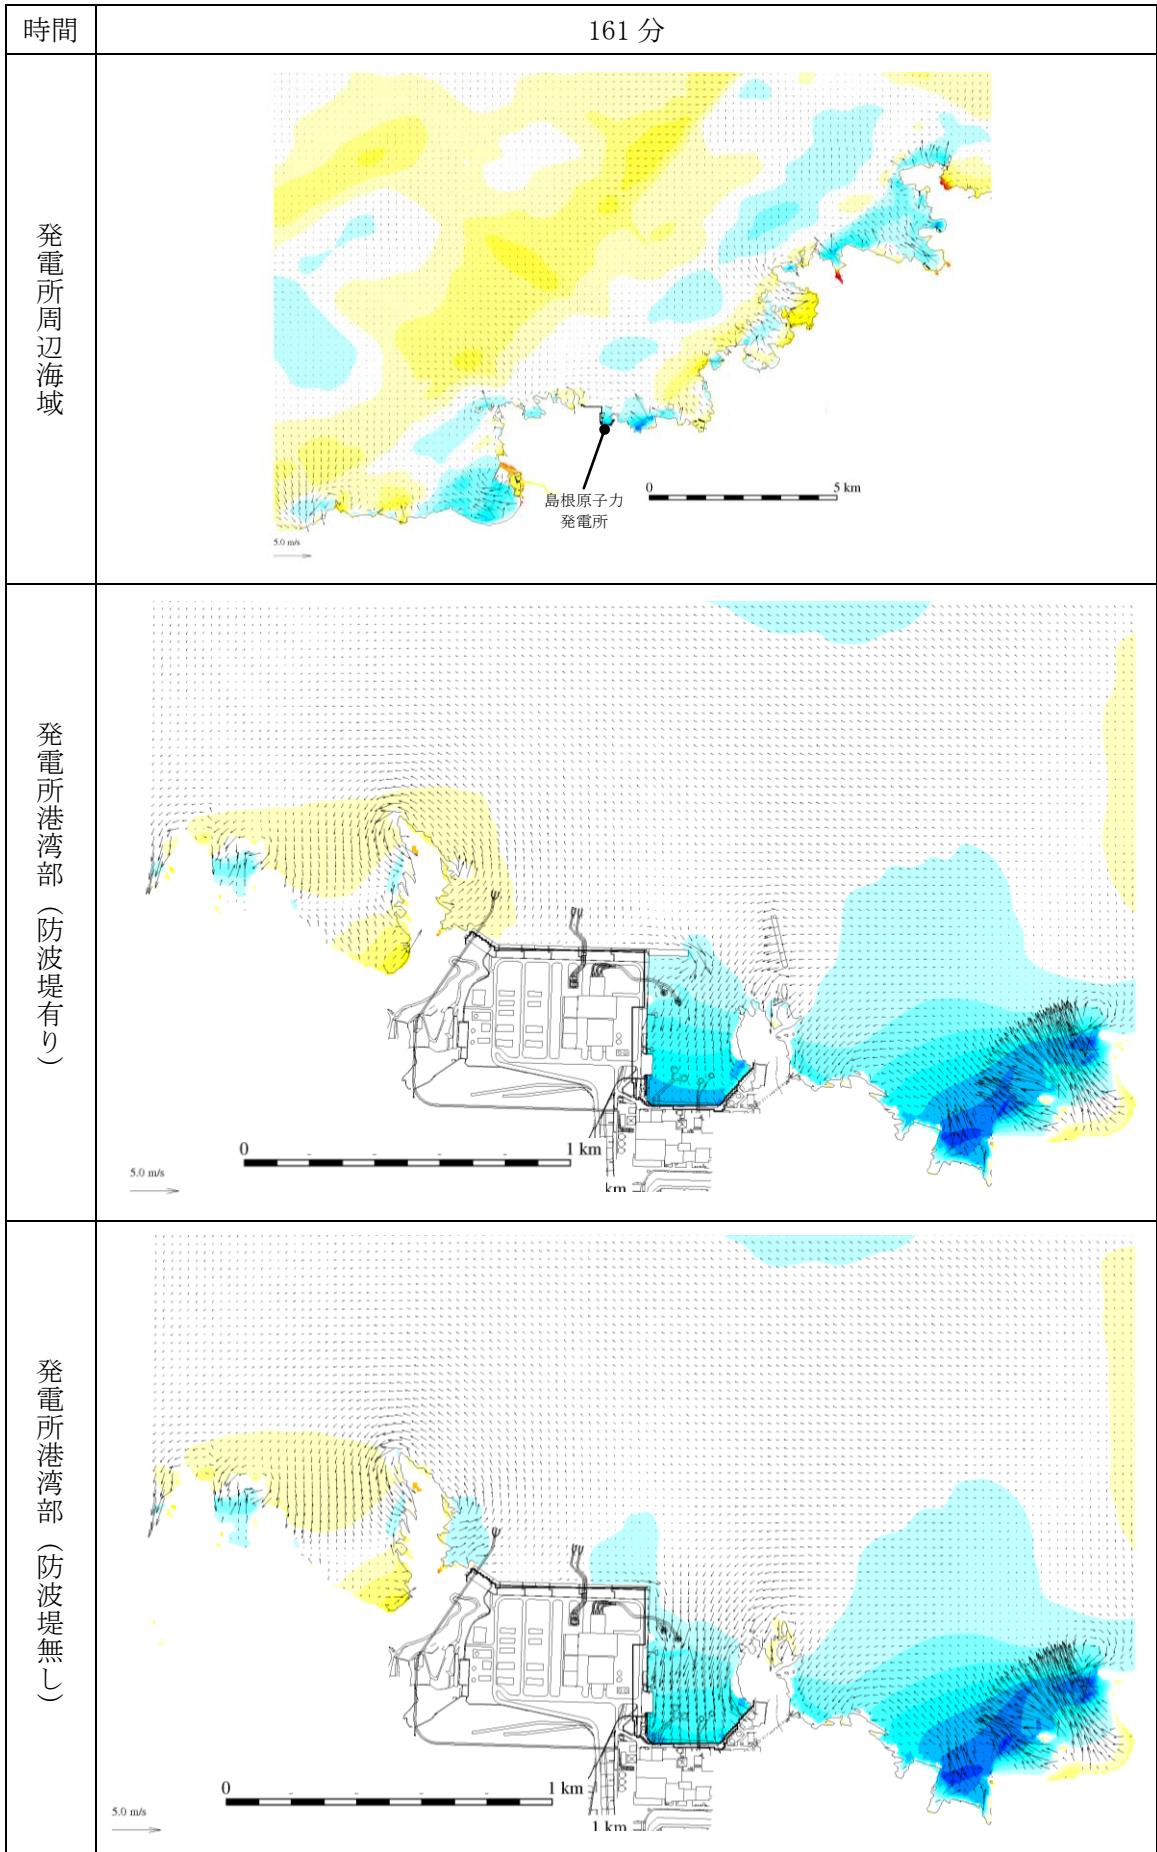 時間
161 分
発電所周辺海域
島根原子力
発電所
0
5 km
5.0 m/s
発電所港湾部（防波堤有り）
0
1 km
5.0 m/s
km
発電所港湾部（防波堤無し）
0
1 km
5.0 m/s
1 km